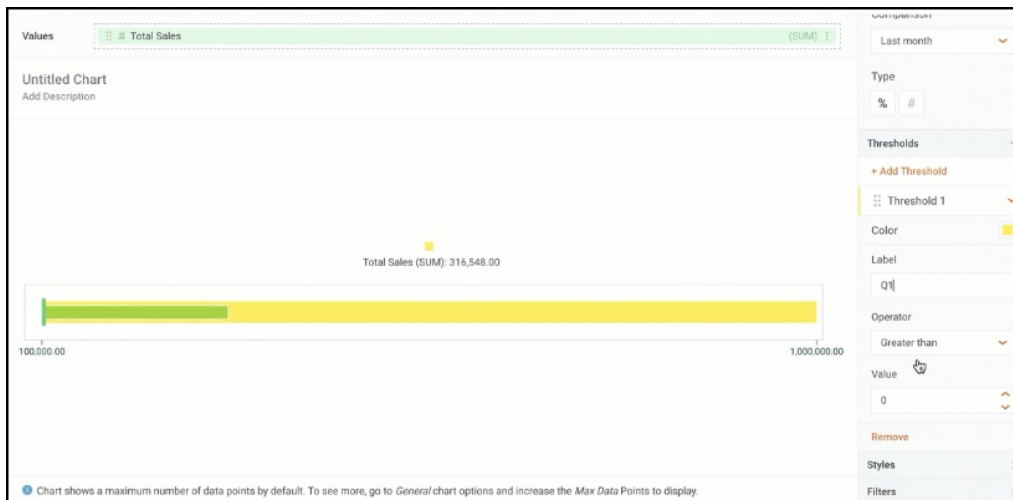 Comparison
Values
# Total Sales
(SUM)
Last month
Untitled Chart
Add Description
Type
% #
Thresholds
+ Add Threshold
Threshold 1
Color
Total Sales (SUM): 316,548.00
Label
Q1
Operator
Greater than
100,000.00
1,000,000.00
Value
0
Remove
Styles
Chart shows a maximum number of data points by default. To see more, go to General chart options and increase the Max Data Points to display.
Filters